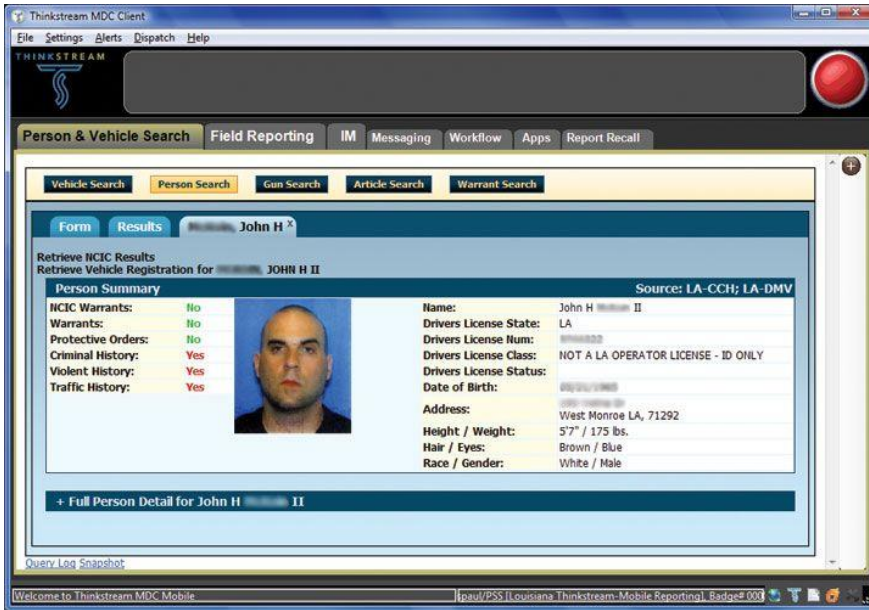 Thinkstream MDC Client
File Settings Alerts Dispatch Help
THINKSTREAM
Person & Vehicle Search Field Reporting IM Messaging Workflow Apps Report Recall
Vehicle Search Person Search Gun Search Article Search Warrant Search
Form Results , John H x
Retrieve NCIC Results
Retrieve Vehicle Registration for , JOHN H II
Person Summary Source: LA-CCH; LA-DMV
NCIC Warrants: No
Warrants: No
Protective Orders: No
Criminal History: Yes
Violent History: Yes
Traffic History: Yes
Name: John H II
Drivers License State: LA
Drivers License Num:
Drivers License Class: NOT A LA OPERATOR LICENSE - ID ONLY
Drivers License Status:
Date of Birth:
Address:
West Monroe LA, 71292
Height / Weight: 5'7" / 175 lbs.
Hair / Eyes: Brown / Blue
Race / Gender: White / Male
+ Full Person Detail for John H II
Query Log Snapshot
Welcome to Thinkstream MDC Mobile spaul/PSS [Louisiana Thinkstream-Mobile Reporting], Badge# 000